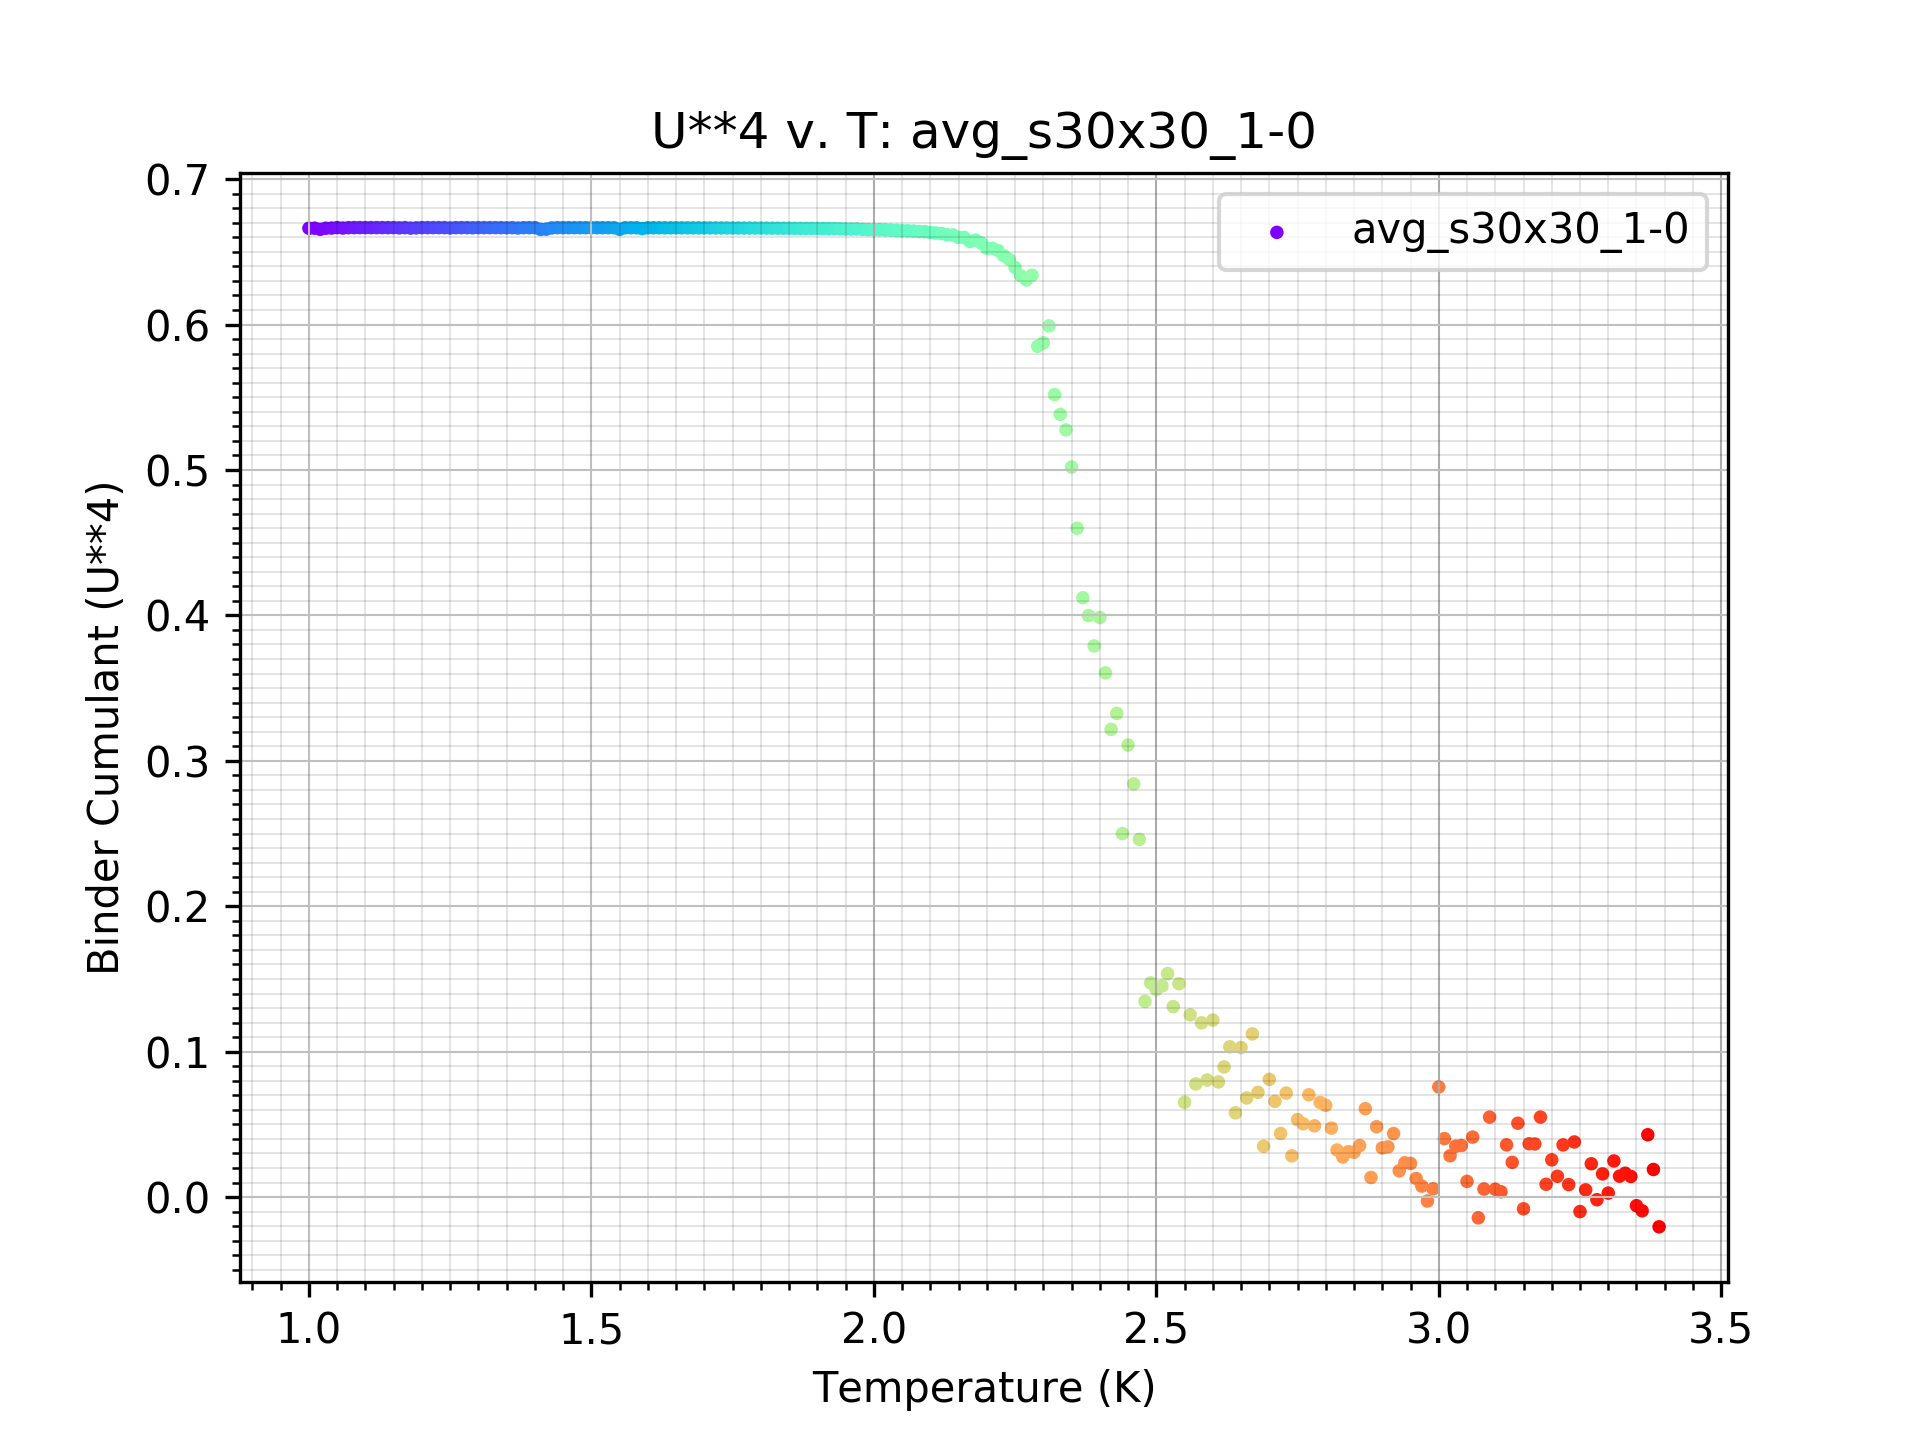 U**4 v. T: avg_s30x30_1-0
avg_s30x30_1-0
0.7
0.6
0.5
0.4
0.3
0.2
0.1
0.0
Binder Cumulant (U**4)
1.0 1.5 2.0 2.5 3.0 3.5
Temperature (K)